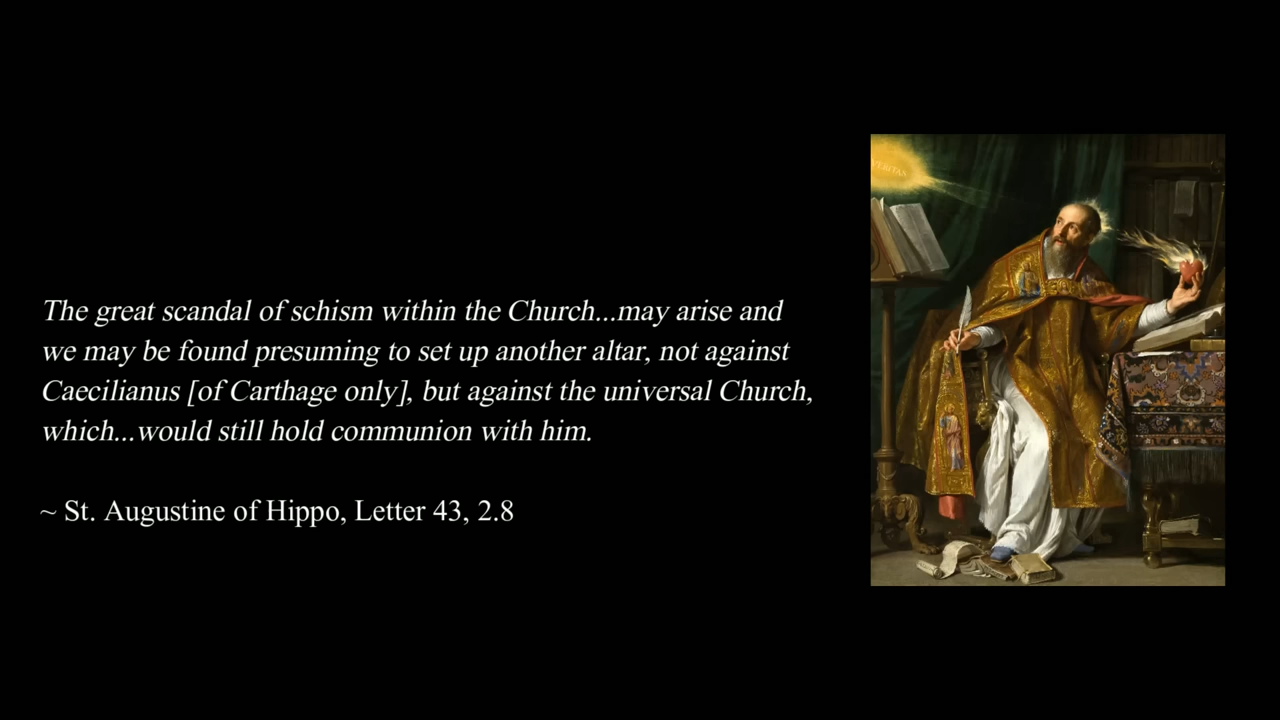 The great scandal of schism within the Church...may arise and
we may be found presuming to set up another altar, not against
Caecilianus [of Carthage only], but against the universal Church,
which...would still hold communion with him.
~ St. Augustine of Hippo, Letter 43, 2.8
VERITAS